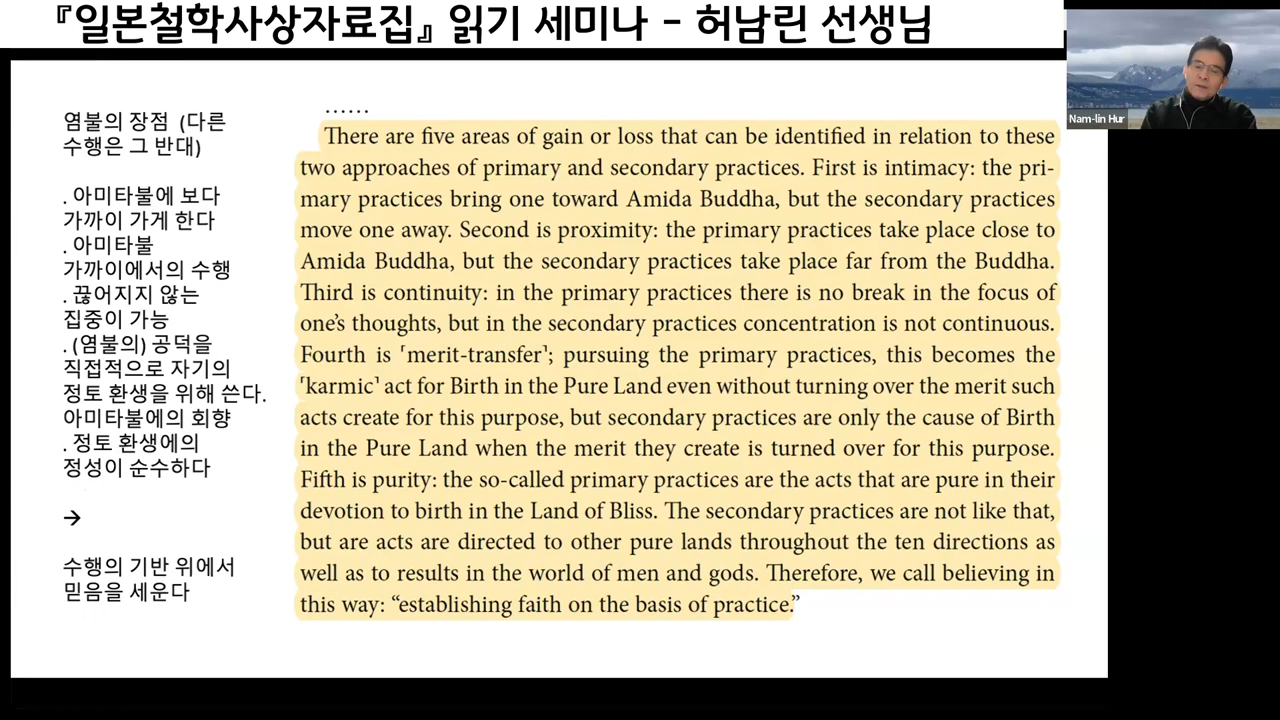 『일본철학사상자료집』 읽기 세미나 - 허남린 선생님
Nam-lin Hur
염불의 장점 (다른
수행은 그 반대)
. 아미타불에 보다
가까이 가게 한다
. 아미타불
가까이에서의 수행
. 끊어지지 않는
집중이 가능
. (염불의) 공덕을
직접적으로 자기의
정토 환생을 위해 쓴다.
아미타불에의 회향
. 정토 환생에의
정성이 순수하다
→
수행의 기반 위에서
믿음을 세운다
……
There are five areas of gain or loss that can be identified in relation to these
two approaches of primary and secondary practices. First is intimacy: the pri-
mary practices bring one toward Amida Buddha, but the secondary practices
move one away. Second is proximity: the primary practices take place close to
Amida Buddha, but the secondary practices take place far from the Buddha.
Third is continuity: in the primary practices there is no break in the focus of
one’s thoughts, but in the secondary practices concentration is not continuous.
Fourth is ⸢merit-transfer⸣; pursuing the primary practices, this becomes the
⸢karmic⸣ act for Birth in the Pure Land even without turning over the merit such
acts create for this purpose, but secondary practices are only the cause of Birth
in the Pure Land when the merit they create is turned over for this purpose.
Fifth is purity: the so-called primary practices are the acts that are pure in their
devotion to birth in the Land of Bliss. The secondary practices are not like that,
but are acts are directed to other pure lands throughout the ten directions as
well as to results in the world of men and gods. Therefore, we call believing in
this way: “establishing faith on the basis of practice.”